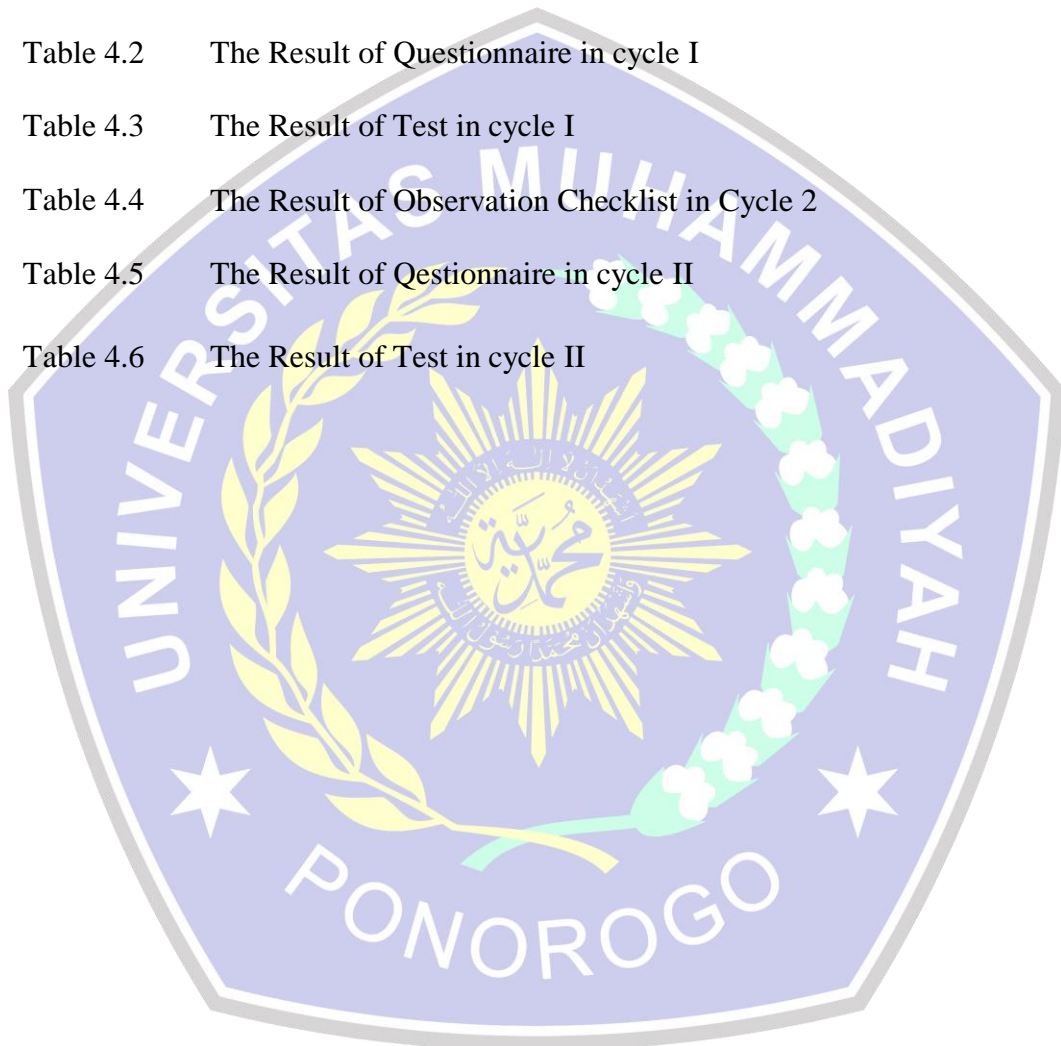 Table 4.2 The Result of Questionnaire in cycle I
Table 4.3 The Result of Test in cycle I
Table 4.4 The Result of Observation Checklist in Cycle 2
Table 4.5 The Result of Qestionnaire in cycle II
Table 4.6 The Result of Test in cycle II
UNIVERSITAS MUHAMMADIYAH
محمدية
PONOROGO